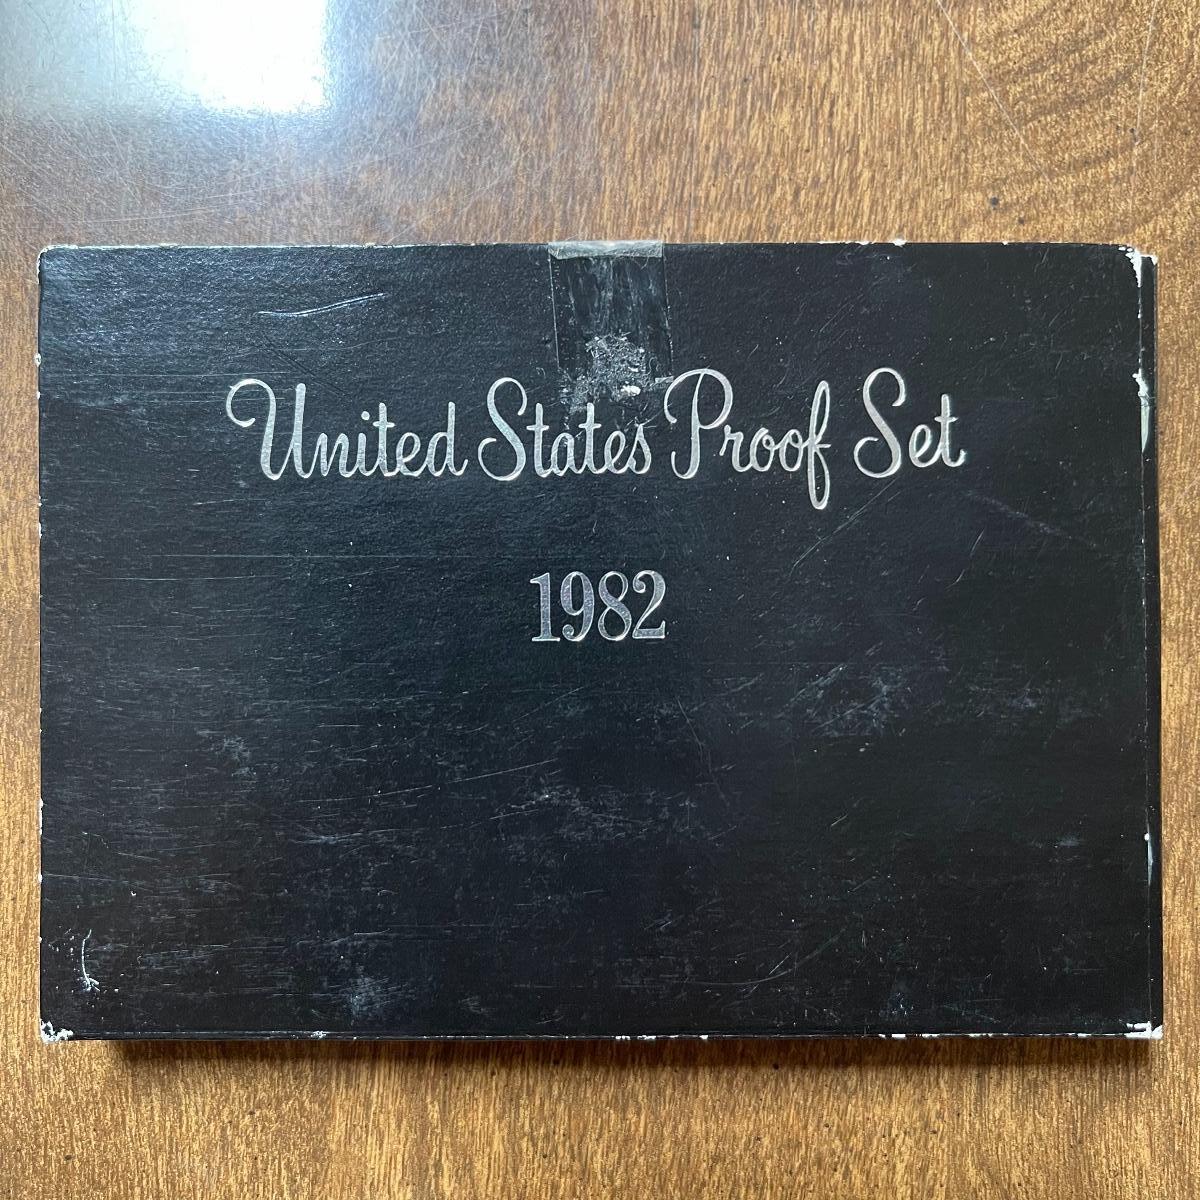 United States Proof Set
1982